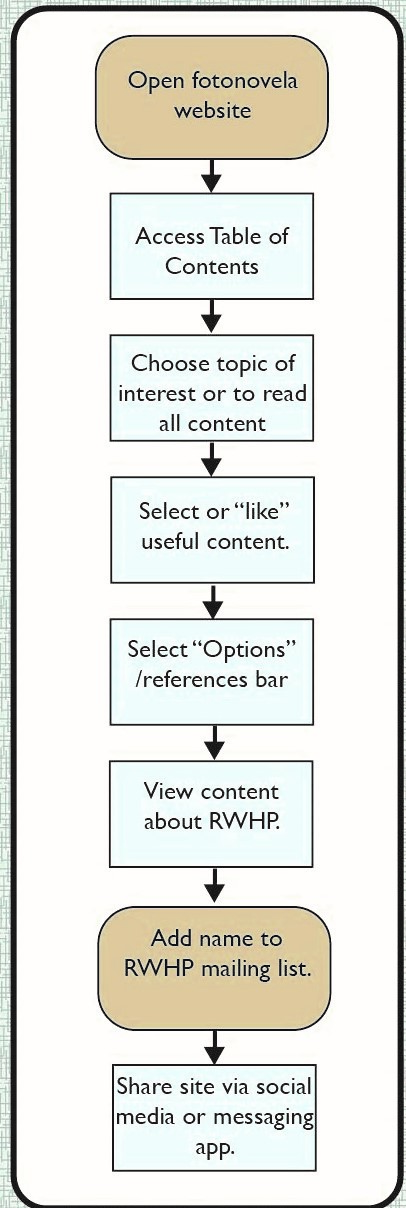 Open fotonovela
website
Access Table of
Contents
Choose topic of
interest or to read
all content
Select or “like”
useful content.
Select “Options”
/references bar
View content
about RWHP.
Add name to
RWHP mailing list.
Share site via social
media or messaging
app.